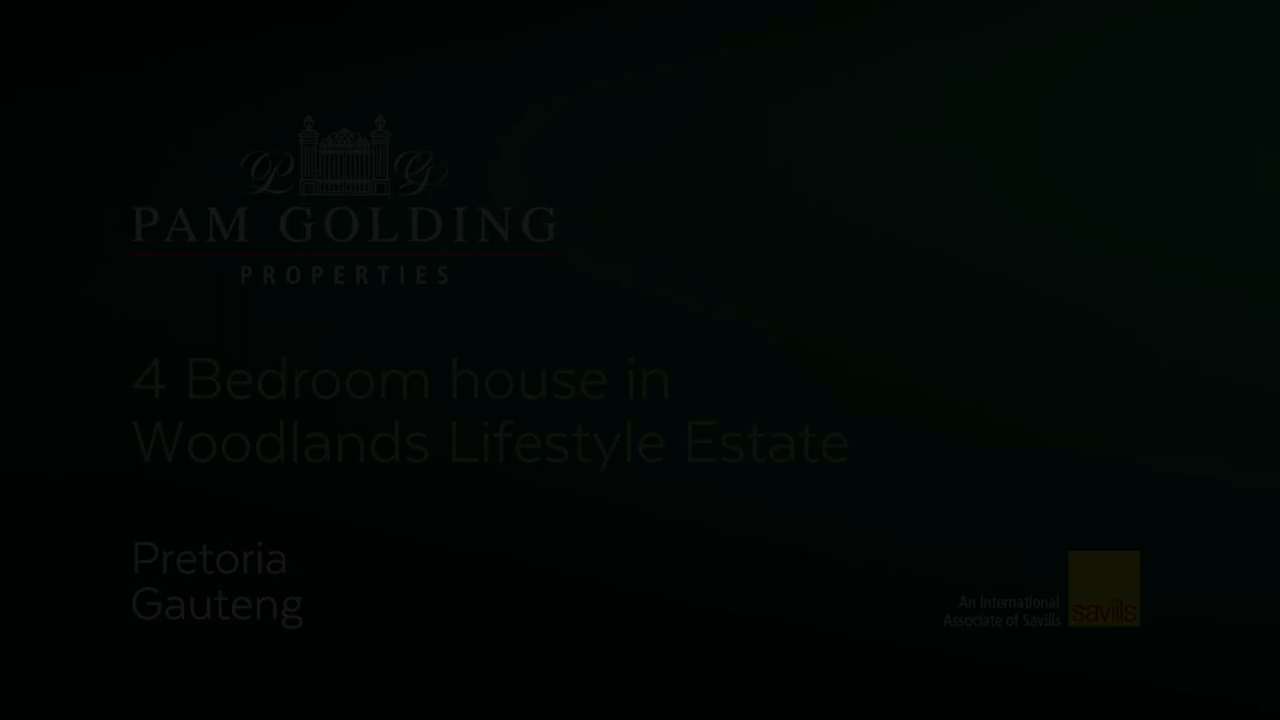 P G
PAM GOLDING
PROPERTIES
4 Bedroom house in
Woodlands Lifestyle Estate
Pretoria
Gauteng
An International
Associate of Savills
savills